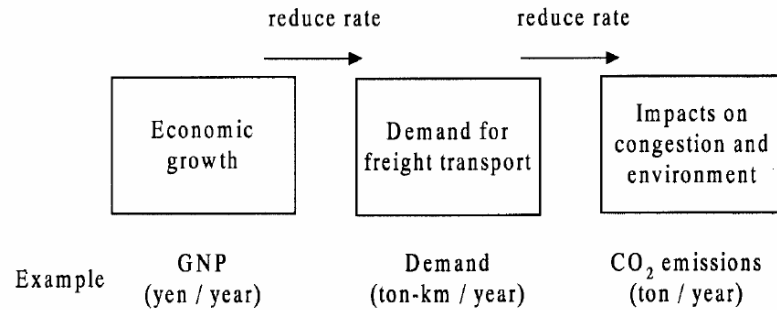 reduce rate
reduce rate
Economic
growth
Demand for
freight transport
Impacts on
congestion and
environment
Example
GNP
(yen / year)
Demand
(ton-km / year)
CO₂ emissions
(ton / year)